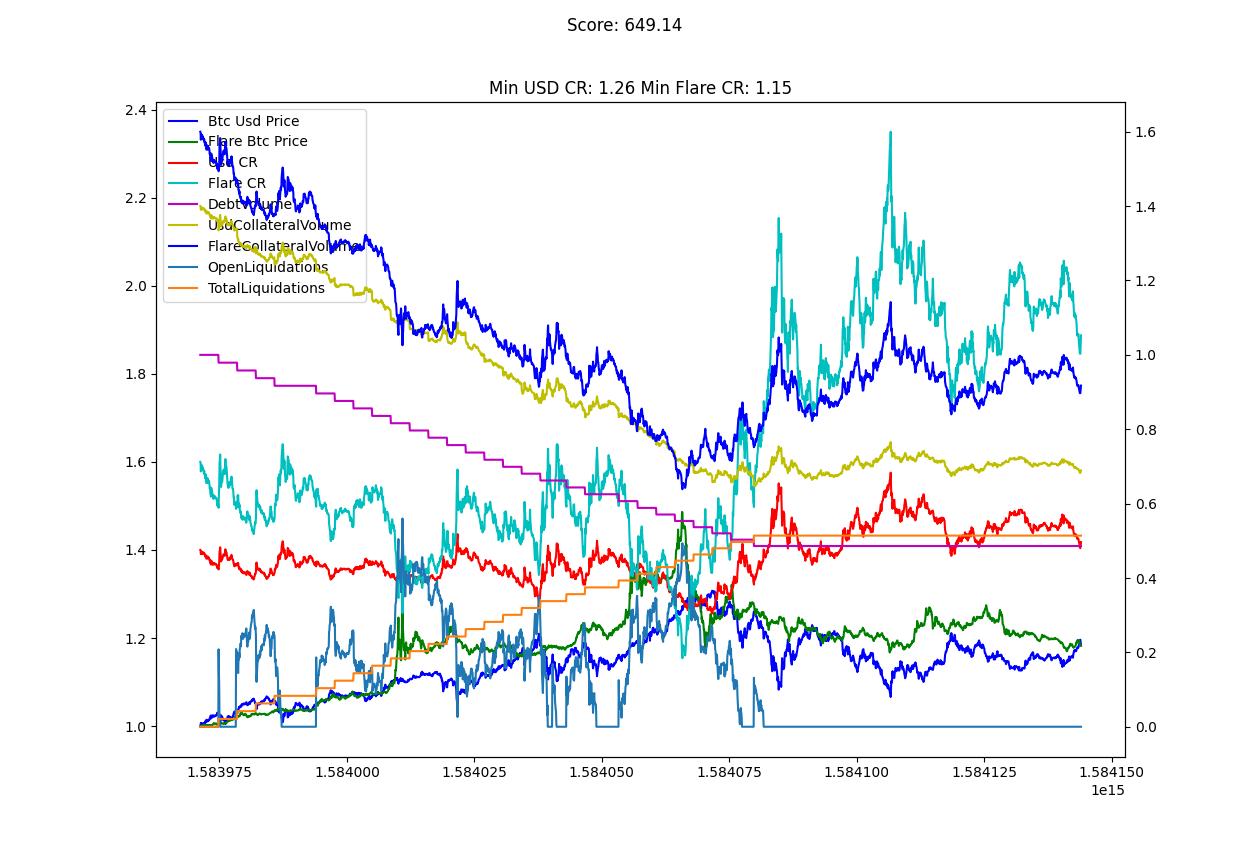 Score: 649.14
Min USD CR: 1.26 Min Flare CR: 1.15
2.4
2.2
2.0
1.8
1.6
1.4
1.2
1.0
Btc Usd Price
Flare Btc Price
Usd CR
Flare CR
DebtVolume
UsdCollateralVolume
FlareCollateralVolume
OpenLiquidations
TotalLiquidations
1.6
1.4
1.2
1.0
0.8
0.6
0.4
0.2
0.0
1.583975 1.584000 1.584025 1.584050 1.584075 1.584100 1.584125 1.584150
1e15